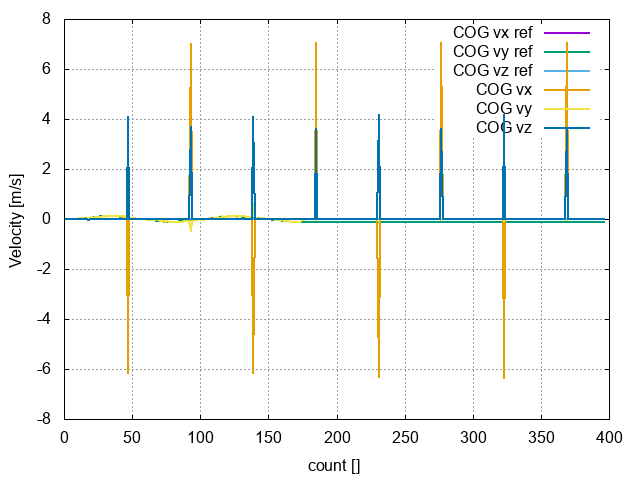 8
6
4
2
0
-2
-4
-6
-8
Velocity [m/s]
COG vx ref
COG vy ref
COG vz ref
COG vx
COG vy
COG vz
0 50 100 150 200 250 300 350 400
count []